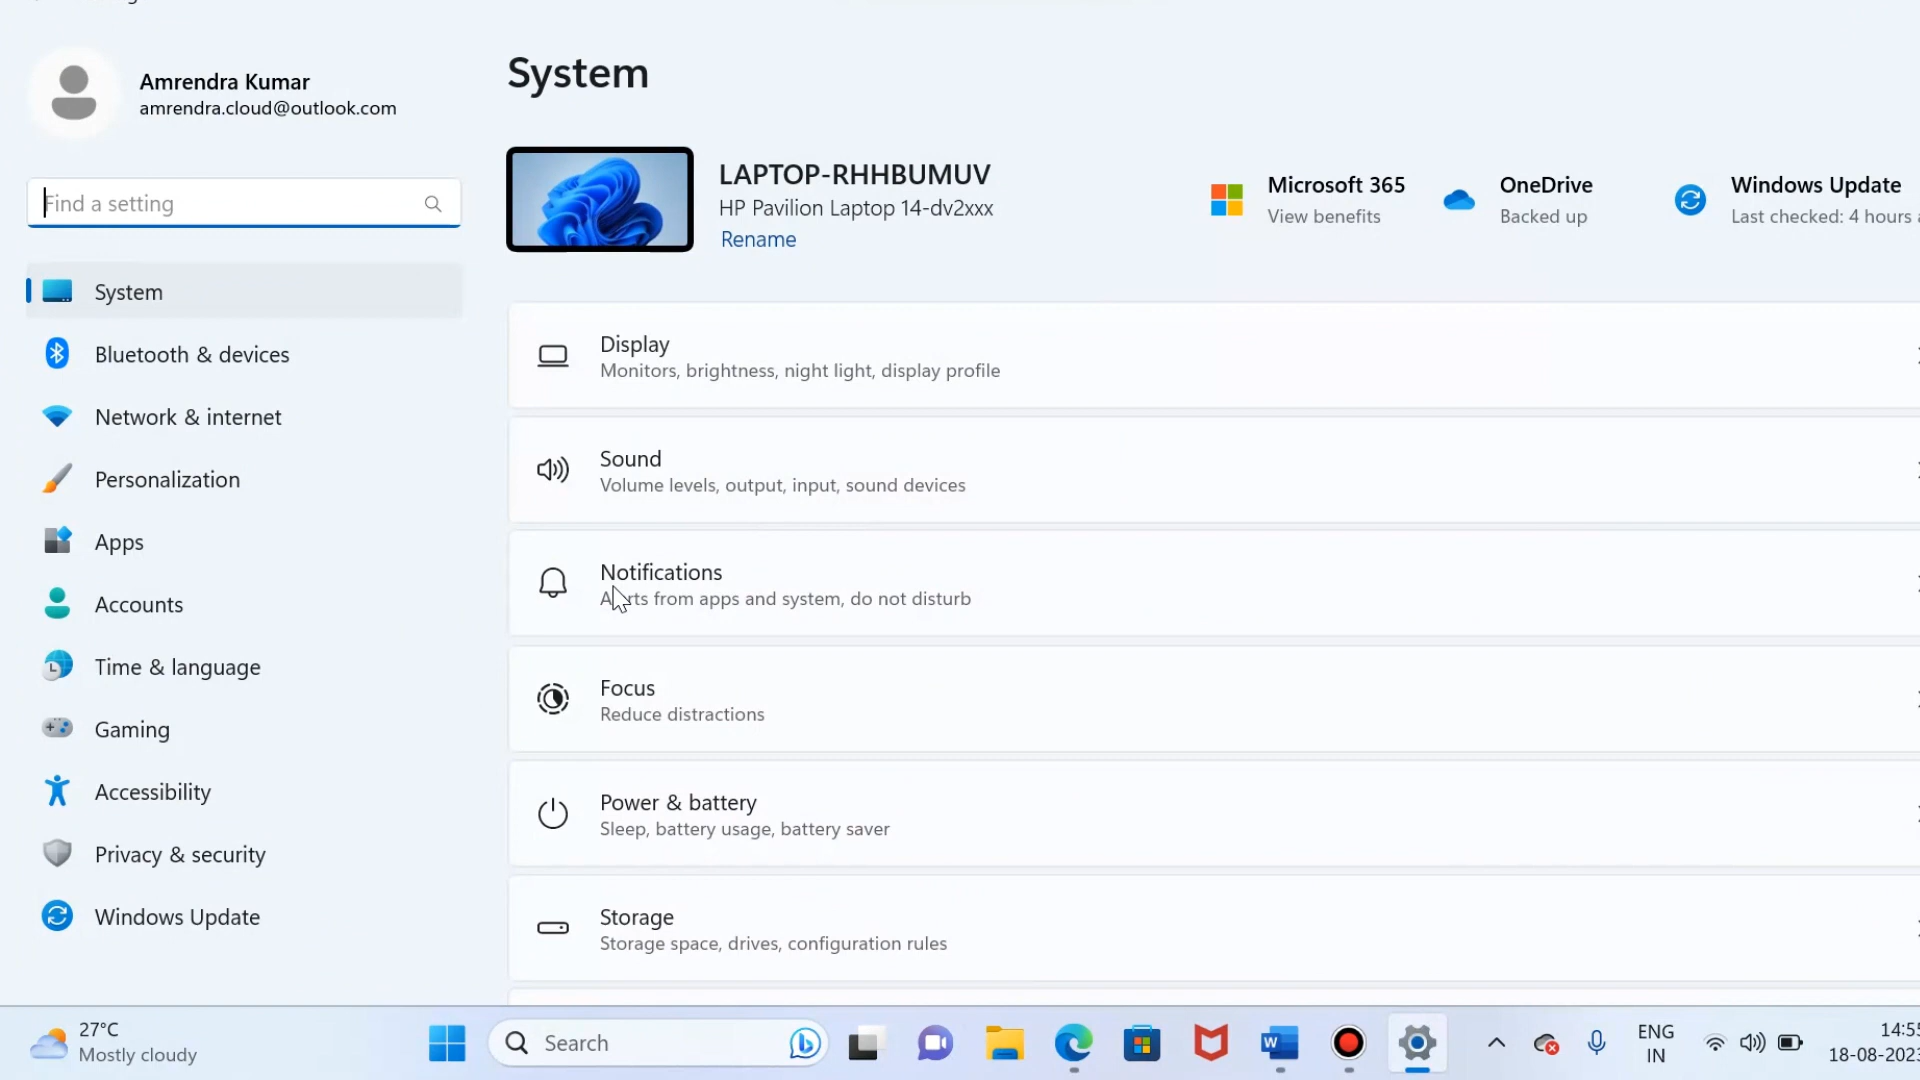 Amrendra Kumar
amrendra.cloud@outlook.com
Find a setting
System
Bluetooth & devices
Network & internet
Personalization
Apps
Accounts
Time & language
Gaming
Accessibility
Privacy & security
Windows Update
System
LAPTOP-RHHBUMUV
HP Pavilion Laptop 14-dv2xxx
Rename
Microsoft 365
View benefits
OneDrive
Backed up
Windows Update
Last checked: 4 hours
Display
Monitors, brightness, night light, display profile
Sound
Volume levels, output, input, sound devices
Notifications
Alerts from apps and system, do not disturb
Focus
Reduce distractions
Power & battery
Sleep, battery usage, battery saver
Storage
Storage space, drives, configuration rules
27°C
Mostly cloudy
Search
ENG
IN
14:55
18-08-2023